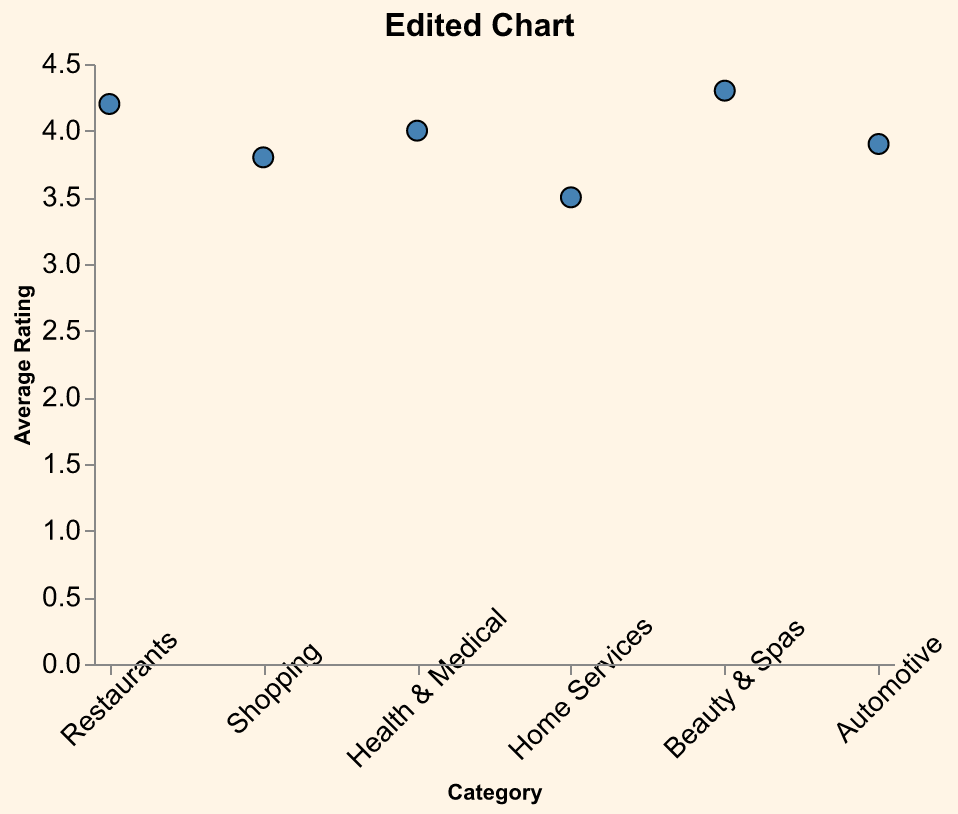 Edited Chart
4.5
4.0
3.5
3.0
2.5
2.0
1.5
1.0
0.5
0.0
Average Rating
Restaurants
Shopping
Health & Medical
Home Services
Beauty & Spas
Automotive
Category